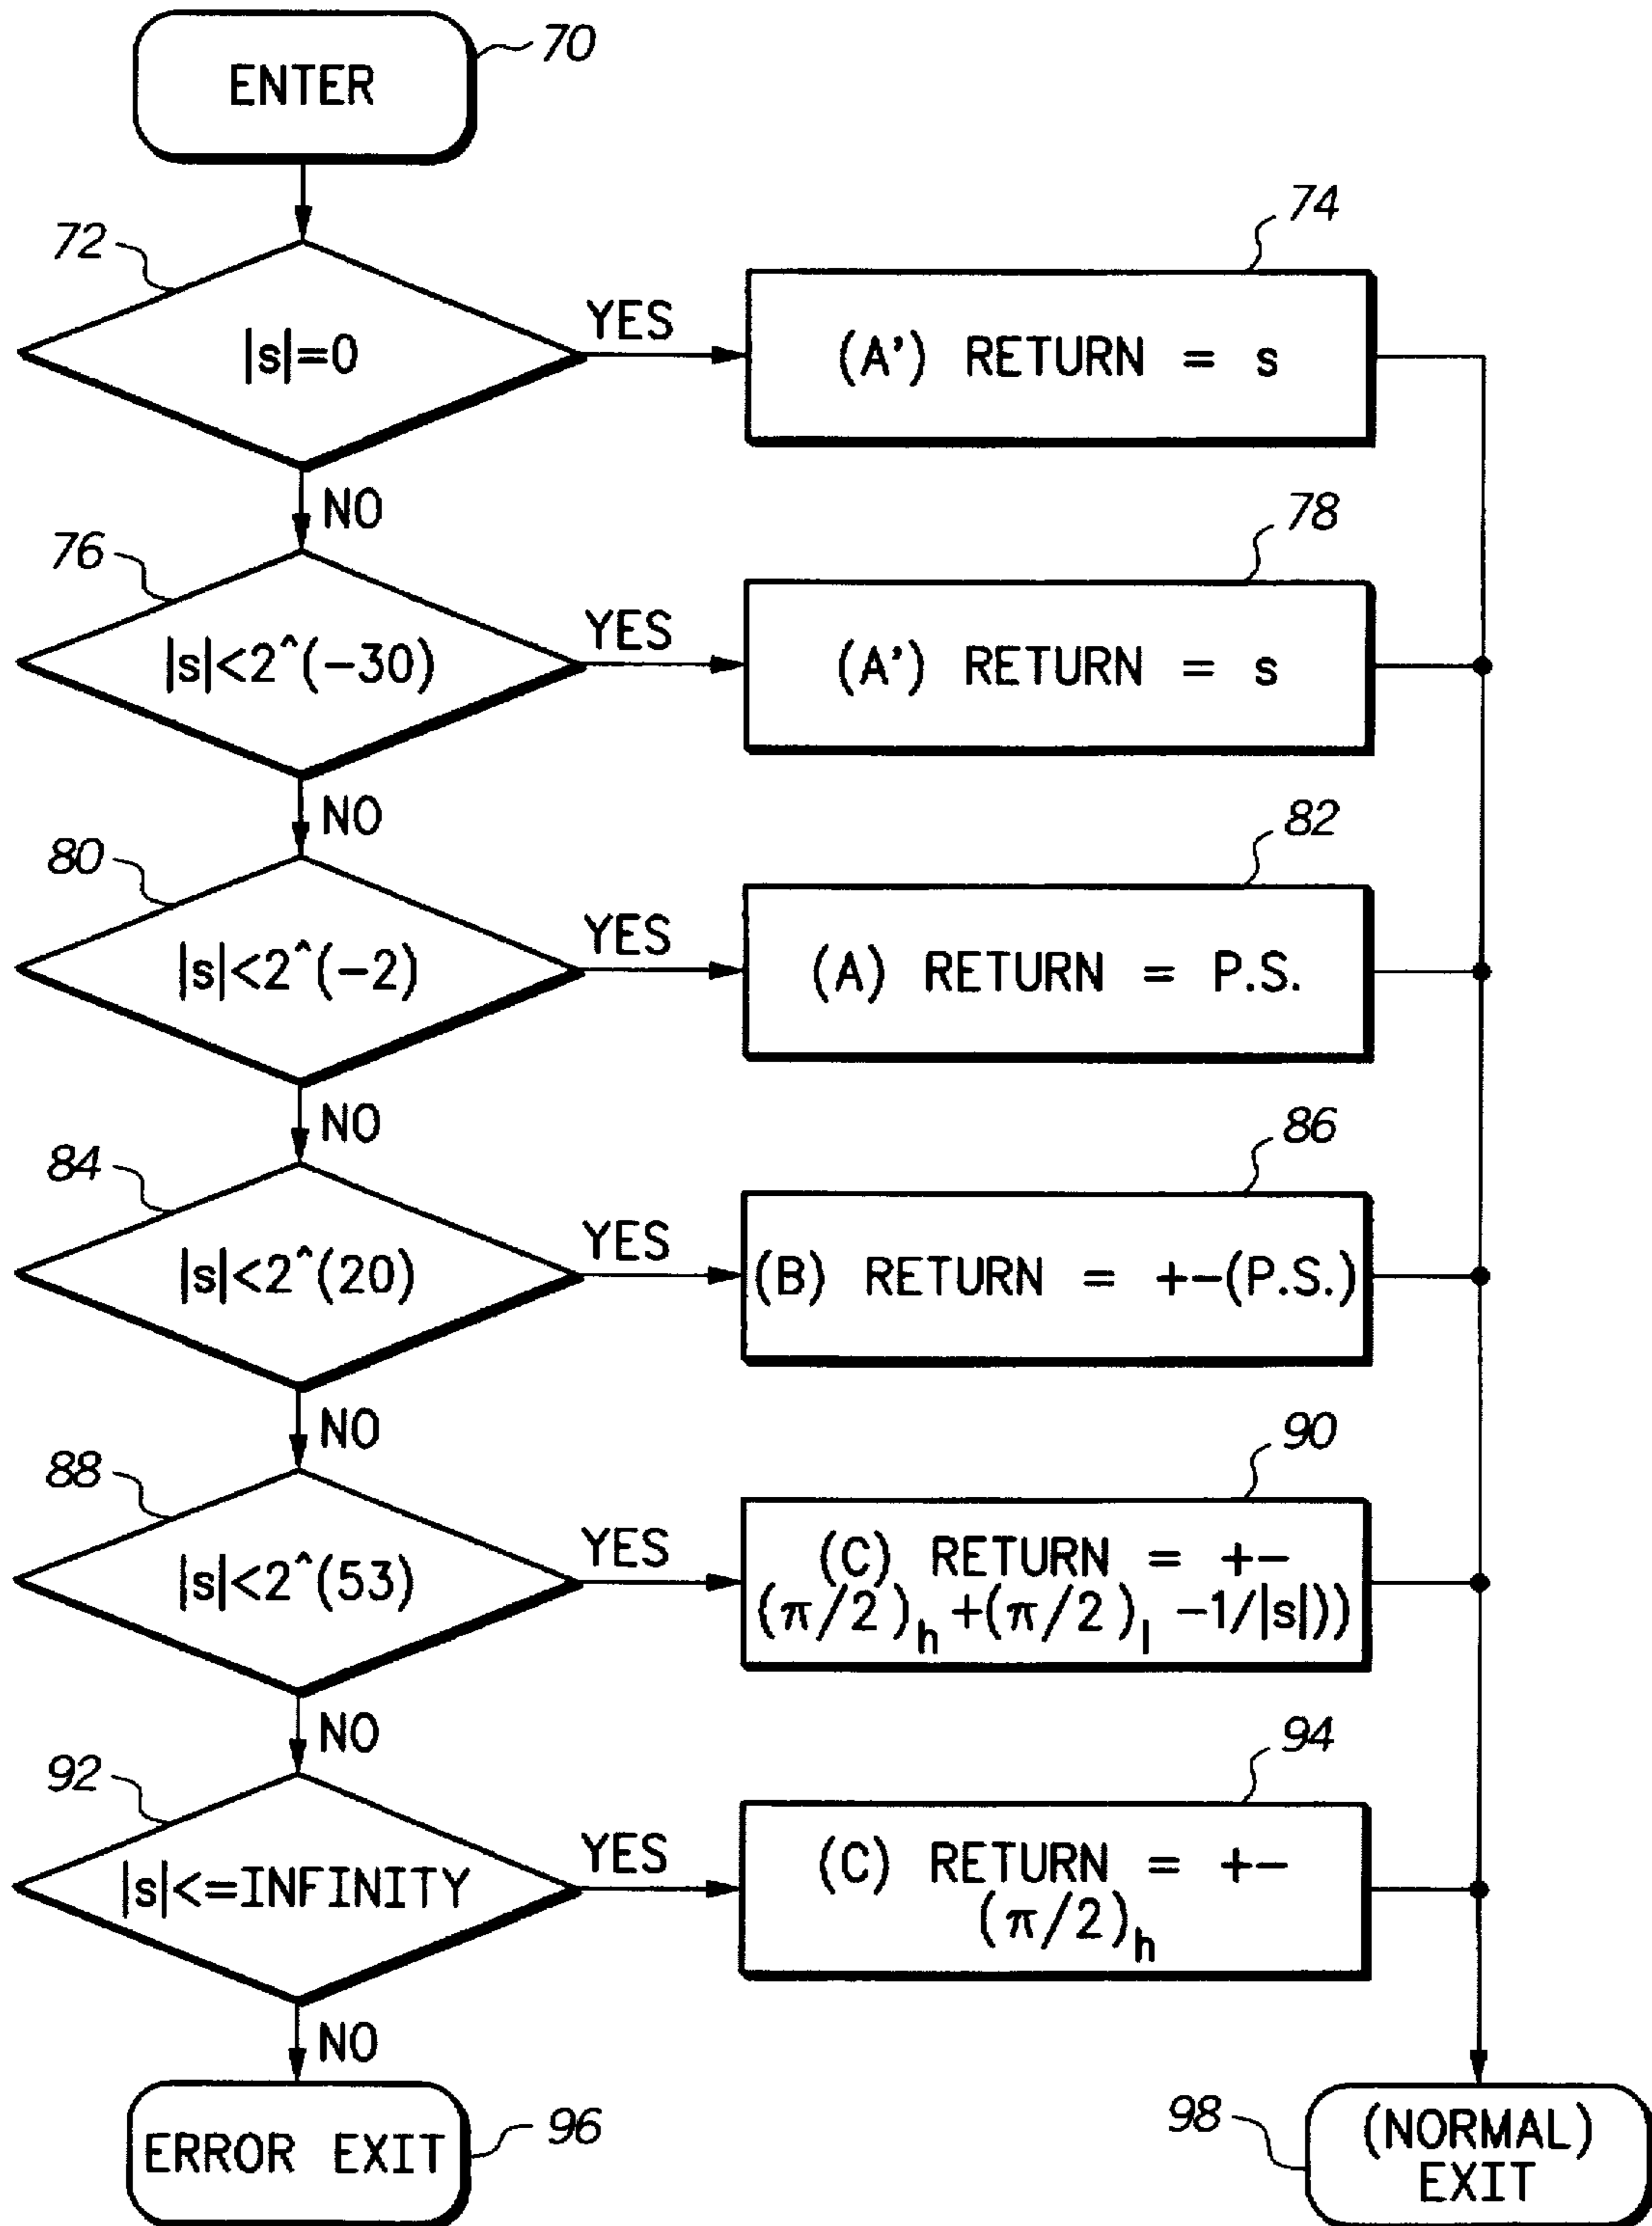 ENTER
70
72
|s|=0
YES
74
(A') RETURN = s
NO
76
|s|<2^(-30)
YES
78
(A') RETURN = s
NO
80
|s|<2^(-2)
YES
82
(A) RETURN = P.S.
NO
84
|s|<2^(20)
YES
86
(B) RETURN = +-(P.S.)
NO
88
|s|<2^(53)
YES
90
(C) RETURN = +-
(π/2)h +(π/2)l -1/|s|))
NO
92
|s|<=INFINITY
YES
94
(C) RETURN = +-
(π/2)h
NO
ERROR EXIT
96
98
(NORMAL)
EXIT